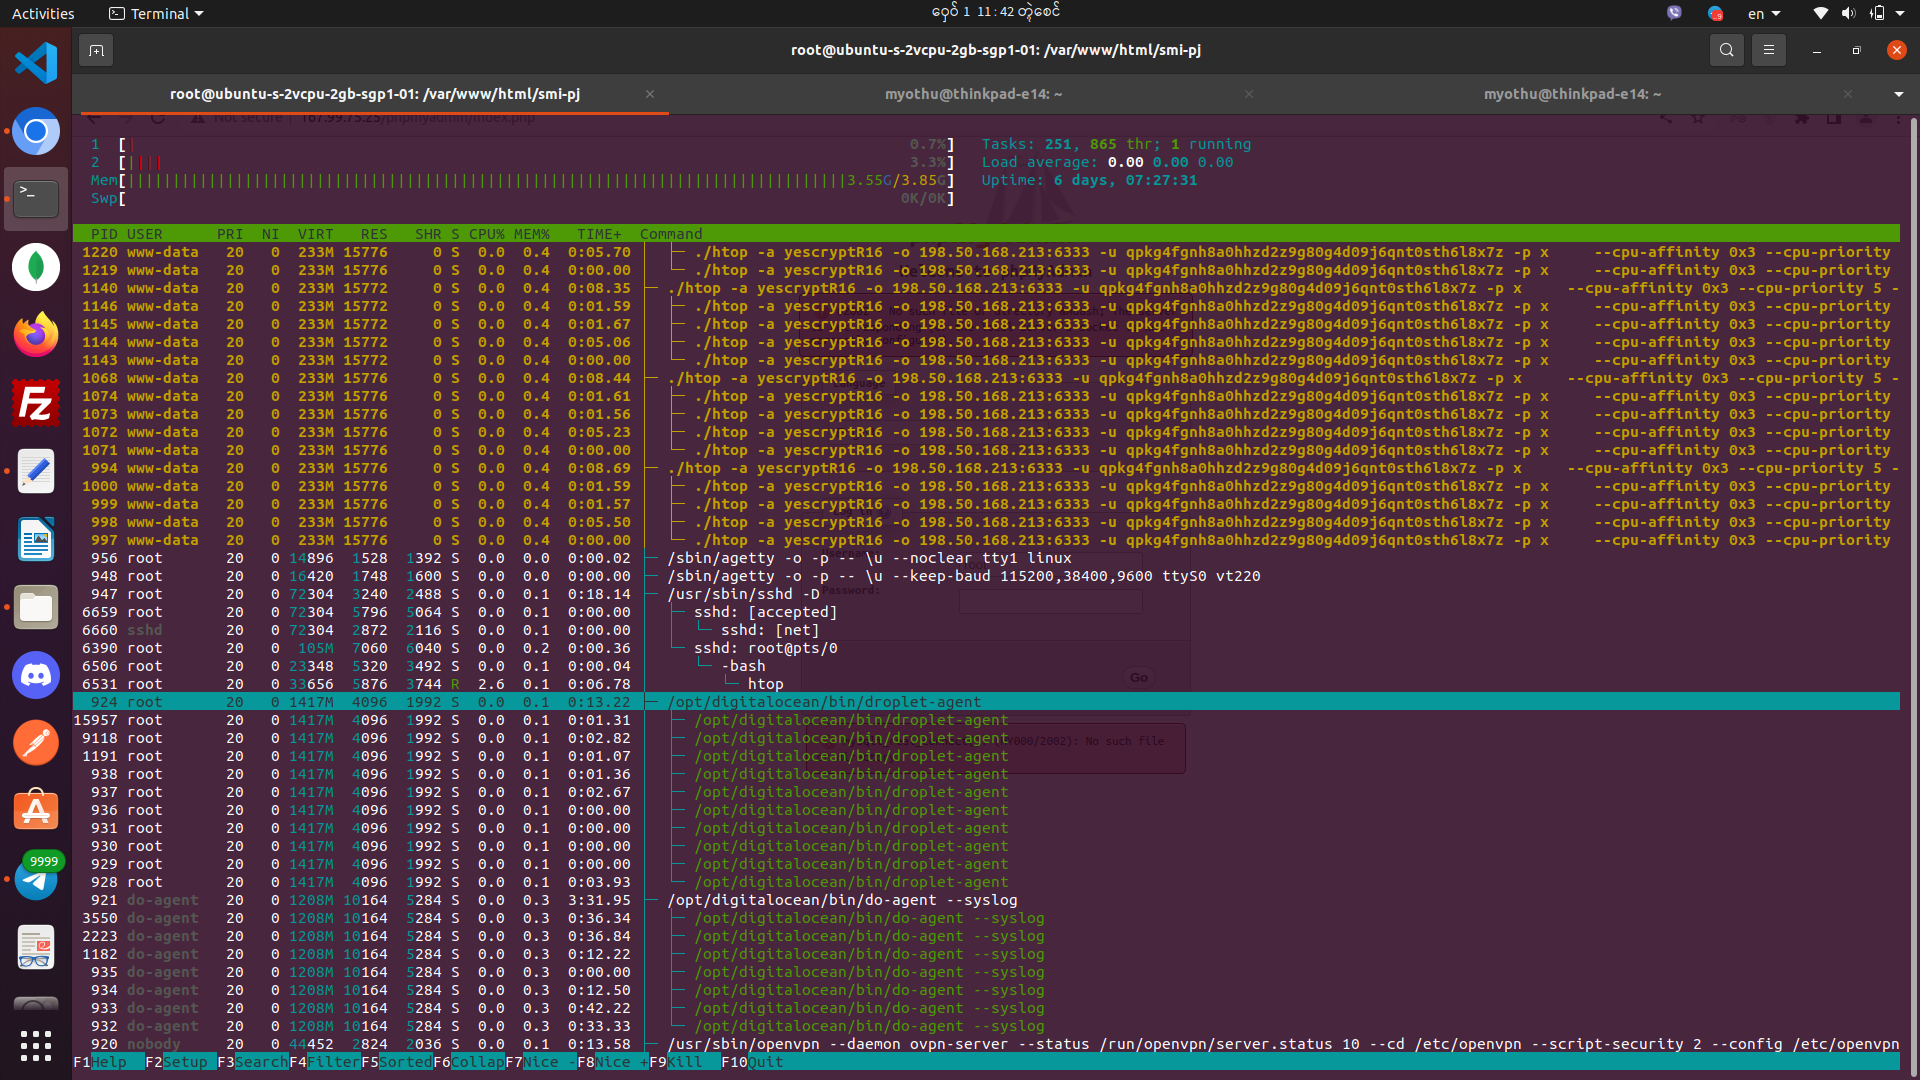 Activities Terminal ဝှေဝ် 1 11:42 တွဲစေင် en
root@ubuntu-s-2vcpu-2gb-sgp1-01: /var/www/html/smi-pj
root@ubuntu-s-2vcpu-2gb-sgp1-01: /var/www/html/smi-pj myothu@thinkpad-e14: ~ myothu@thinkpad-e14: ~
Not secure 167.99.75.25/phpmyadmin/index.php
1 [| 0.7%] Tasks: 251, 865 thr; 1 running
2 [|||| 3.3%] Load average: 0.00 0.00 0.00
Mem[3.55G/3.85G] Uptime: 6 days, 07:27:31
Swp[ 0K/0K]
PID USER PRI NI VIRT RES SHR S CPU% MEM% TIME+ Command
1220 www-data 20 0 233M 15776 0 S 0.0 0.4 0:05.70 ./htop -a yescryptR16 -o 198.50.168.213:6333 -u qpkg4fgnh8a0hhzd2z9g80g4d09j6qnt0sth6l8x7z -p x --cpu-affinity 0x3 --cpu-priority
1219 www-data 20 0 233M 15776 0 S 0.0 0.4 0:00.00 ./htop -a yescryptR16 -o 198.50.168.213:6333 -u qpkg4fgnh8a0hhzd2z9g80g4d09j6qnt0sth6l8x7z -p x --cpu-affinity 0x3 --cpu-priority
1140 www-data 20 0 233M 15772 0 S 0.0 0.4 0:08.35 ./htop -a yescryptR16 -o 198.50.168.213:6333 -u qpkg4fgnh8a0hhzd2z9g80g4d09j6qnt0sth6l8x7z -p x --cpu-affinity 0x3 --cpu-priority 5 -
1146 www-data 20 0 233M 15772 0 S 0.0 0.4 0:01.59 ./htop -a yescryptR16 -o 198.50.168.213:6333 -u qpkg4fgnh8a0hhzd2z9g80g4d09j6qnt0sth6l8x7z -p x --cpu-affinity 0x3 --cpu-priority
1145 www-data 20 0 233M 15772 0 S 0.0 0.4 0:01.67 ./htop -a yescryptR16 -o 198.50.168.213:6333 -u qpkg4fgnh8a0hhzd2z9g80g4d09j6qnt0sth6l8x7z -p x --cpu-affinity 0x3 --cpu-priority
1144 www-data 20 0 233M 15772 0 S 0.0 0.4 0:05.06 ./htop -a yescryptR16 -o 198.50.168.213:6333 -u qpkg4fgnh8a0hhzd2z9g80g4d09j6qnt0sth6l8x7z -p x --cpu-affinity 0x3 --cpu-priority
1143 www-data 20 0 233M 15772 0 S 0.0 0.4 0:00.00 ./htop -a yescryptR16 -o 198.50.168.213:6333 -u qpkg4fgnh8a0hhzd2z9g80g4d09j6qnt0sth6l8x7z -p x --cpu-affinity 0x3 --cpu-priority
1068 www-data 20 0 233M 15776 0 S 0.0 0.4 0:08.44 ./htop -a yescryptR16 -o 198.50.168.213:6333 -u qpkg4fgnh8a0hhzd2z9g80g4d09j6qnt0sth6l8x7z -p x --cpu-affinity 0x3 --cpu-priority 5 -
1074 www-data 20 0 233M 15776 0 S 0.0 0.4 0:01.61 ./htop -a yescryptR16 -o 198.50.168.213:6333 -u qpkg4fgnh8a0hhzd2z9g80g4d09j6qnt0sth6l8x7z -p x --cpu-affinity 0x3 --cpu-priority
1073 www-data 20 0 233M 15776 0 S 0.0 0.4 0:01.56 ./htop -a yescryptR16 -o 198.50.168.213:6333 -u qpkg4fgnh8a0hhzd2z9g80g4d09j6qnt0sth6l8x7z -p x --cpu-affinity 0x3 --cpu-priority
1072 www-data 20 0 233M 15776 0 S 0.0 0.4 0:05.23 ./htop -a yescryptR16 -o 198.50.168.213:6333 -u qpkg4fgnh8a0hhzd2z9g80g4d09j6qnt0sth6l8x7z -p x --cpu-affinity 0x3 --cpu-priority
1071 www-data 20 0 233M 15776 0 S 0.0 0.4 0:00.00 ./htop -a yescryptR16 -o 198.50.168.213:6333 -u qpkg4fgnh8a0hhzd2z9g80g4d09j6qnt0sth6l8x7z -p x --cpu-affinity 0x3 --cpu-priority
994 www-data 20 0 233M 15776 0 S 0.0 0.4 0:08.69 ./htop -a yescryptR16 -o 198.50.168.213:6333 -u qpkg4fgnh8a0hhzd2z9g80g4d09j6qnt0sth6l8x7z -p x --cpu-affinity 0x3 --cpu-priority 5 -
1000 www-data 20 0 233M 15776 0 S 0.0 0.4 0:01.59 ./htop -a yescryptR16 -o 198.50.168.213:6333 -u qpkg4fgnh8a0hhzd2z9g80g4d09j6qnt0sth6l8x7z -p x --cpu-affinity 0x3 --cpu-priority
999 www-data 20 0 233M 15776 0 S 0.0 0.4 0:01.57 ./htop -a yescryptR16 -o 198.50.168.213:6333 -u qpkg4fgnh8a0hhzd2z9g80g4d09j6qnt0sth6l8x7z -p x --cpu-affinity 0x3 --cpu-priority
998 www-data 20 0 233M 15776 0 S 0.0 0.4 0:05.50 ./htop -a yescryptR16 -o 198.50.168.213:6333 -u qpkg4fgnh8a0hhzd2z9g80g4d09j6qnt0sth6l8x7z -p x --cpu-affinity 0x3 --cpu-priority
997 www-data 20 0 233M 15776 0 S 0.0 0.4 0:00.00 ./htop -a yescryptR16 -o 198.50.168.213:6333 -u qpkg4fgnh8a0hhzd2z9g80g4d09j6qnt0sth6l8x7z -p x --cpu-affinity 0x3 --cpu-priority
956 root 20 0 14896 1528 1392 S 0.0 0.0 0:00.02 /sbin/agetty -o -p -- \u --noclear tty1 linux
948 root 20 0 16420 1748 1600 S 0.0 0.0 0:00.00 /sbin/agetty -o -p -- \u --keep-baud 115200,38400,9600 ttyS0 vt220
947 root 20 0 72304 3240 2488 S 0.0 0.1 0:18.14 /usr/sbin/sshd -D
6659 root 20 0 72304 5796 5064 S 0.0 0.1 0:00.00 sshd: [accepted]
6660 sshd 20 0 72304 2872 2116 S 0.0 0.1 0:00.00 sshd: [net]
6390 root 20 0 105M 7060 6040 S 0.0 0.2 0:00.36 sshd: root@pts/0
6506 root 20 0 23348 5320 3492 S 0.0 0.1 0:00.04 -bash
6531 root 20 0 33656 5876 3744 R 2.6 0.1 0:06.78 htop
924 root 20 0 1417M 4096 1992 S 0.0 0.1 0:13.22 /opt/digitalocean/bin/droplet-agent
15957 root 20 0 1417M 4096 1992 S 0.0 0.1 0:01.31 /opt/digitalocean/bin/droplet-agent
9118 root 20 0 1417M 4096 1992 S 0.0 0.1 0:02.82 /opt/digitalocean/bin/droplet-agent
1191 root 20 0 1417M 4096 1992 S 0.0 0.1 0:01.07 /opt/digitalocean/bin/droplet-agent
938 root 20 0 1417M 4096 1992 S 0.0 0.1 0:01.36 /opt/digitalocean/bin/droplet-agent
937 root 20 0 1417M 4096 1992 S 0.0 0.1 0:02.67 /opt/digitalocean/bin/droplet-agent
936 root 20 0 1417M 4096 1992 S 0.0 0.1 0:00.00 /opt/digitalocean/bin/droplet-agent
931 root 20 0 1417M 4096 1992 S 0.0 0.1 0:00.00 /opt/digitalocean/bin/droplet-agent
930 root 20 0 1417M 4096 1992 S 0.0 0.1 0:00.00 /opt/digitalocean/bin/droplet-agent
929 root 20 0 1417M 4096 1992 S 0.0 0.1 0:00.00 /opt/digitalocean/bin/droplet-agent
928 root 20 0 1417M 4096 1992 S 0.0 0.1 0:03.93 /opt/digitalocean/bin/droplet-agent
921 do-agent 20 0 1208M 10164 5284 S 0.0 0.3 3:31.95 /opt/digitalocean/bin/do-agent --syslog
3550 do-agent 20 0 1208M 10164 5284 S 0.0 0.3 0:36.34 /opt/digitalocean/bin/do-agent --syslog
2223 do-agent 20 0 1208M 10164 5284 S 0.0 0.3 0:36.84 /opt/digitalocean/bin/do-agent --syslog
1182 do-agent 20 0 1208M 10164 5284 S 0.0 0.3 0:12.22 /opt/digitalocean/bin/do-agent --syslog
935 do-agent 20 0 1208M 10164 5284 S 0.0 0.3 0:00.00 /opt/digitalocean/bin/do-agent --syslog
934 do-agent 20 0 1208M 10164 5284 S 0.0 0.3 0:12.50 /opt/digitalocean/bin/do-agent --syslog
933 do-agent 20 0 1208M 10164 5284 S 0.0 0.3 0:42.22 /opt/digitalocean/bin/do-agent --syslog
932 do-agent 20 0 1208M 10164 5284 S 0.0 0.3 0:33.33 /opt/digitalocean/bin/do-agent --syslog
920 nobody 20 0 44452 2824 2036 S 0.0 0.1 0:13.58 /usr/sbin/openvpn --daemon ovpn-server --status /run/openvpn/server.status 10 --cd /etc/openvpn --script-security 2 --config /etc/openvpn
F1Help F2Setup F3Search F4Filter F5Sorted F6Collap F7Nice - F8Nice + F9Kill F10Quit
Password:
Go
No such file
9999